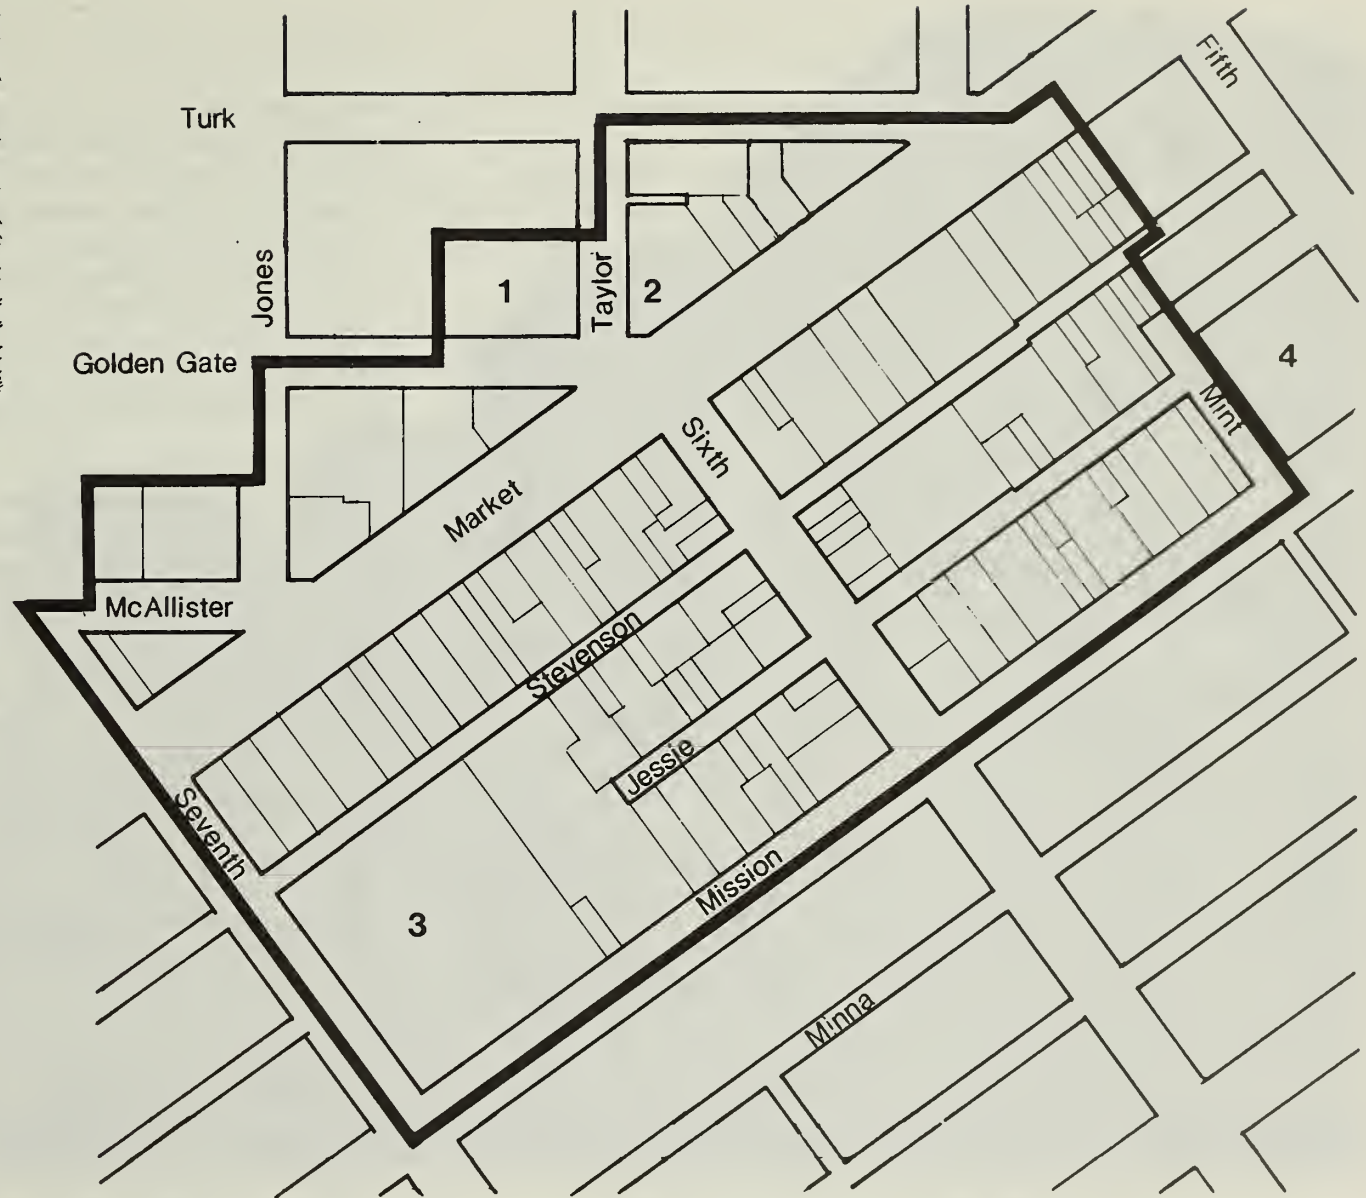 Fifth
Turk
Jones
Taylor
1
2
Golden Gate
4
Mint
Sixth
Market
McAllister
Stevenson
Jessie
Seventh
Mission
3
Minna